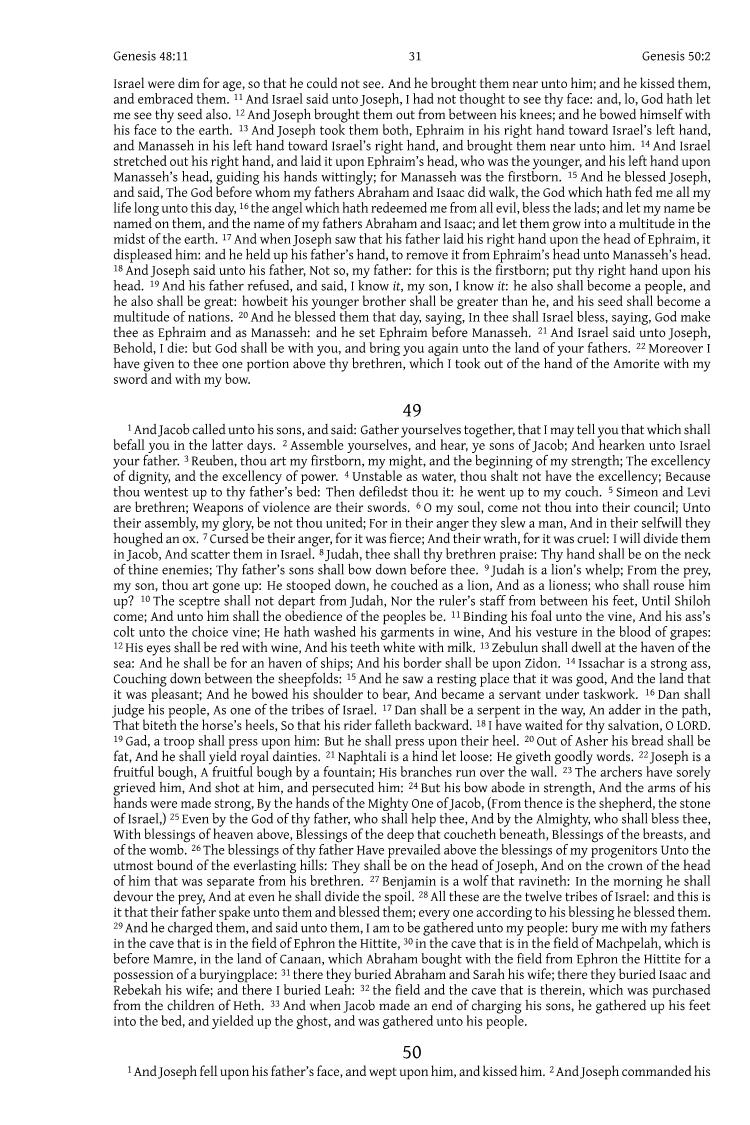 Genesis 48:11 31 Genesis 50:2
Israel were dim for age, so that he could not see. And he brought them near unto him; and he kissed them,
and embraced them. 11 And Israel said unto Joseph, I had not thought to see thy face: and, lo, God hath let
me see thy seed also. 12 And Joseph brought them out from between his knees; and he bowed himself with
his face to the earth. 13 And Joseph took them both, Ephraim in his right hand toward Israel's left hand,
and Manasseh in his left hand toward Israel's right hand, and brought them near unto him. 14 And Israel
stretched out his right hand, and laid it upon Ephraim's head, who was the younger, and his left hand upon
Manasseh's head, guiding his hands wittingly; for Manasseh was the firstborn. 15 And he blessed Joseph,
and said, The God before whom my fathers Abraham and Isaac did walk, the God which hath fed me all my
life long unto this day, 16 the angel which hath redeemed me from all evil, bless the lads; and let my name be
named on them, and the name of my fathers Abraham and Isaac; and let them grow into a multitude in the
midst of the earth. 17 And when Joseph saw that his father laid his right hand upon the head of Ephraim, it
displeased him: and he held up his father's hand, to remove it from Ephraim's head unto Manasseh's head.
18 And Joseph said unto his father, Not so, my father: for this is the firstborn; put thy right hand upon his
head. 19 And his father refused, and said, I know it, my son, I know it: he also shall become a people, and
he also shall be great: howbeit his younger brother shall be greater than he, and his seed shall become a
multitude of nations. 20 And he blessed them that day, saying, In thee shall Israel bless, saying, God make
thee as Ephraim and as Manasseh: and he set Ephraim before Manasseh. 21 And Israel said unto Joseph,
Behold, I die: but God shall be with you, and bring you again unto the land of your fathers. 22 Moreover I
have given to thee one portion above thy brethren, which I took out of the hand of the Amorite with my
sword and with my bow.
49
1 And Jacob called unto his sons, and said: Gather yourselves together, that I may tell you that which shall
befall you in the latter days. 2 Assemble yourselves, and hear, ye sons of Jacob; And hearken unto Israel
your father. 3 Reuben, thou art my firstborn, my might, and the beginning of my strength; The excellency
of dignity, and the excellency of power. 4 Unstable as water, thou shalt not have the excellency; Because
thou wentest up to thy father's bed: Then defiledst thou it: he went up to my couch. 5 Simeon and Levi
are brethren; Weapons of violence are their swords. 6 O my soul, come not thou into their council; Unto
their assembly, my glory, be not thou united; For in their anger they slew a man, And in their selfwill they
houghed an ox. 7 Cursed be their anger, for it was fierce; And their wrath, for it was cruel: I will divide them
in Jacob, And scatter them in Israel. 8 Judah, thee shall thy brethren praise: Thy hand shall be on the neck
of thine enemies; Thy father's sons shall bow down before thee. 9 Judah is a lion's whelp; From the prey,
my son, thou art gone up: He stooped down, he couched as a lion, And as a lioness; who shall rouse him
up? 10 The sceptre shall not depart from Judah, Nor the ruler's staff from between his feet, Until Shiloh
come; And unto him shall the obedience of the peoples be. 11 Binding his foal unto the vine, And his ass's
colt unto the choice vine; He hath washed his garments in wine, And his vesture in the blood of grapes:
12 His eyes shall be red with wine, And his teeth white with milk. 13 Zebulun shall dwell at the haven of the
sea: And he shall be for an haven of ships; And his border shall be upon Zidon. 14 Issachar is a strong ass,
Couching down between the sheepfolds: 15 And he saw a resting place that it was good, And the land that
it was pleasant; And he bowed his shoulder to bear, And became a servant under taskwork. 16 Dan shall
judge his people, As one of the tribes of Israel. 17 Dan shall be a serpent in the way, An adder in the path,
That biteth the horse's heels, So that his rider falleth backward. 18 I have waited for thy salvation, O LORD.
19 Gad, a troop shall press upon him: But he shall press upon their heel. 20 Out of Asher his bread shall be
fat, And he shall yield royal dainties. 21 Naphtali is a hind let loose: He giveth goodly words. 22 Joseph is a
fruitful bough, A fruitful bough by a fountain; His branches run over the wall. 23 The archers have sorely
grieved him, And shot at him, and persecuted him: 24 But his bow abode in strength, And the arms of his
hands were made strong, By the hands of the Mighty One of Jacob, (From thence is the shepherd, the stone
of Israel,) 25 Even by the God of thy father, who shall help thee, And by the Almighty, who shall bless thee,
With blessings of heaven above, Blessings of the deep that coucheth beneath, Blessings of the breasts, and
of the womb. 26 The blessings of thy father Have prevailed above the blessings of my progenitors Unto the
utmost bound of the everlasting hills: They shall be on the head of Joseph, And on the crown of the head
of him that was separate from his brethren. 27 Benjamin is a wolf that ravineth: In the morning he shall
devour the prey, And at even he shall divide the spoil. 28 All these are the twelve tribes of Israel: and this is
it that their father spake unto them and blessed them; every one according to his blessing he blessed them.
29 And he charged them, and said unto them, I am to be gathered unto my people: bury me with my fathers
in the cave that is in the field of Ephron the Hittite, 30 in the cave that is in the field of Machpelah, which is
before Mamre, in the land of Canaan, which Abraham bought with the field from Ephron the Hittite for a
possession of a buryingplace: 31 there they buried Abraham and Sarah his wife; there they buried Isaac and
Rebekah his wife; and there I buried Leah: 32 the field and the cave that is therein, which was purchased
from the children of Heth. 33 And when Jacob made an end of charging his sons, he gathered up his feet
into the bed, and yielded up the ghost, and was gathered unto his people.
50
1 And Joseph fell upon his father's face, and wept upon him, and kissed him. 2 And Joseph commanded his